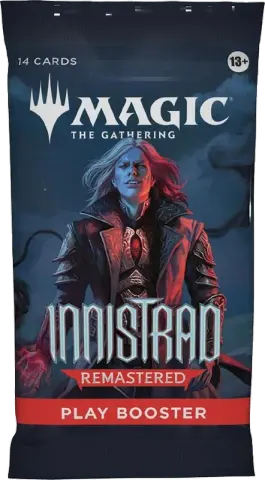 14 CARDS
13+
MAGIC
THE GATHERING
INNISTRAD
REMASTERED
PLAY BOOSTER